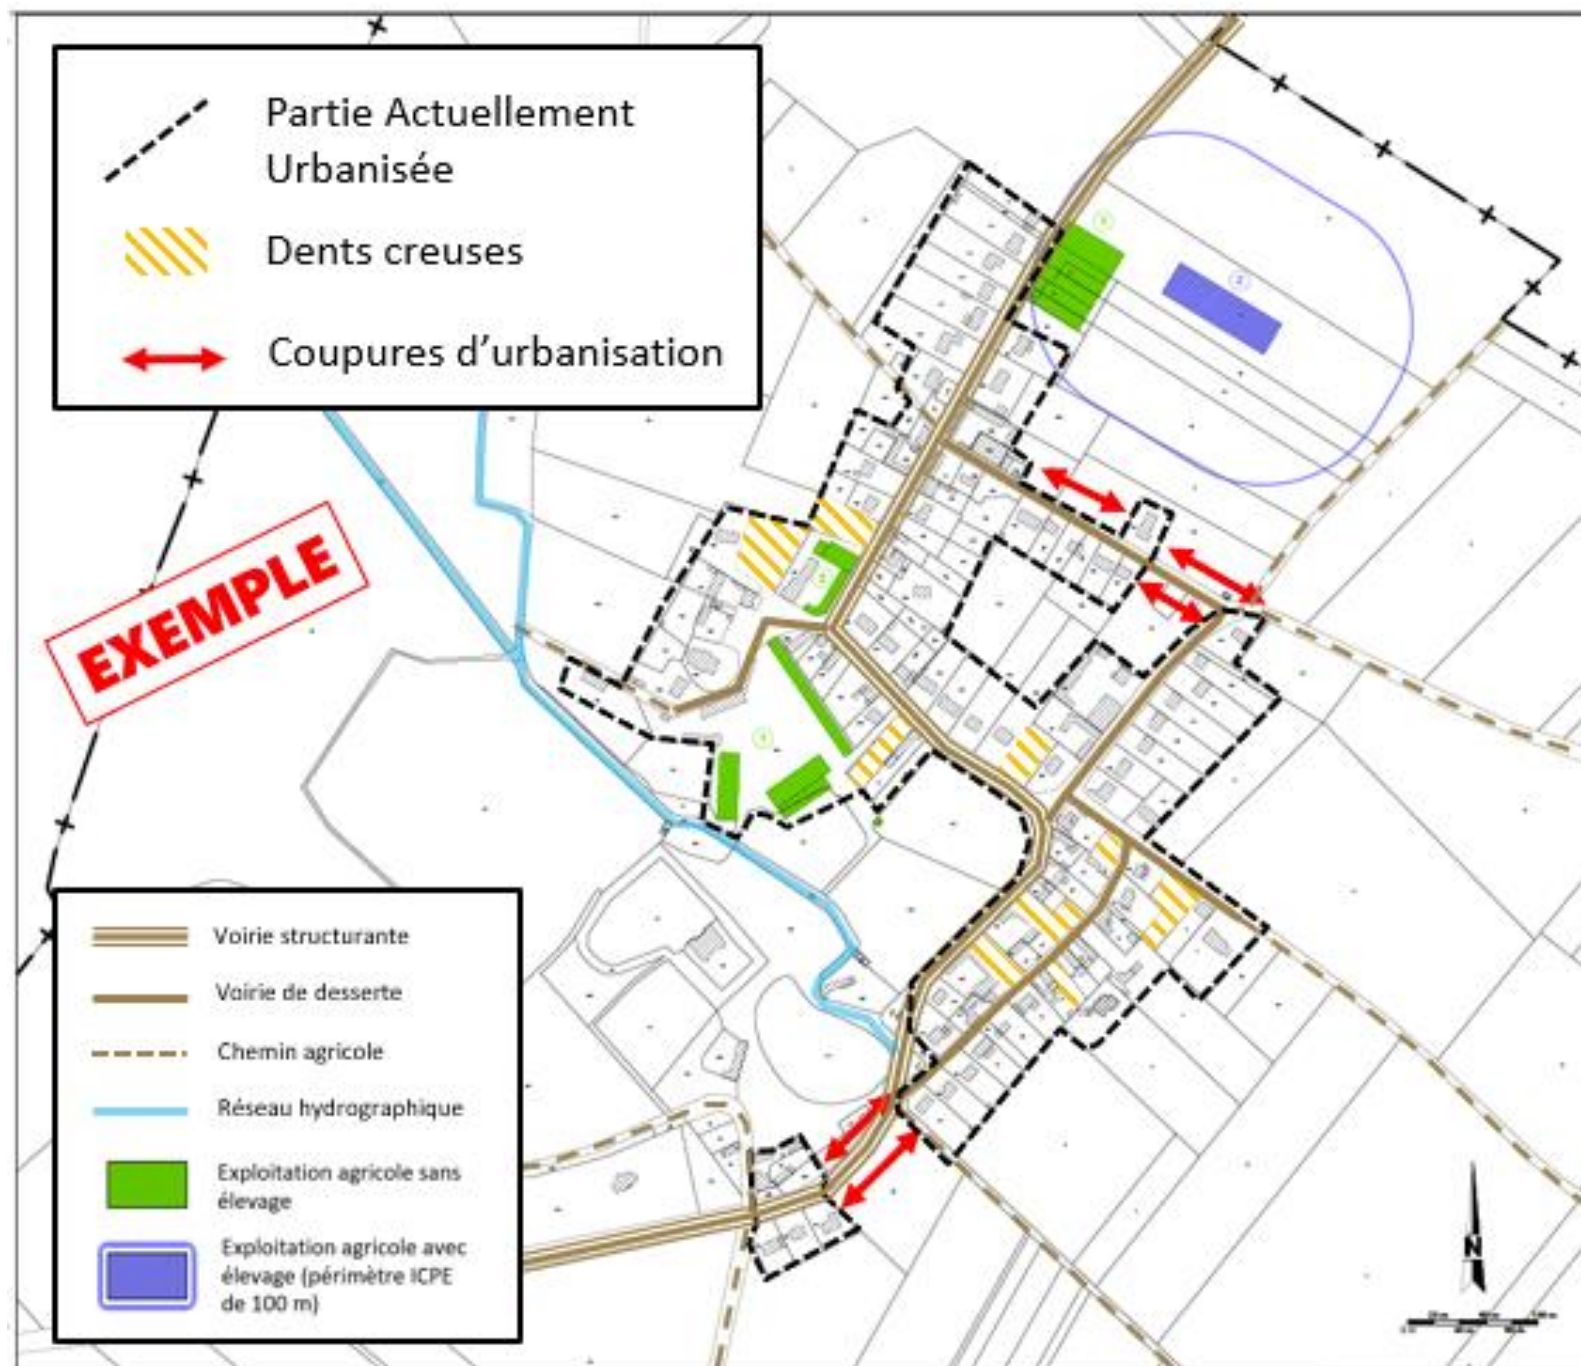 Partie Actuellement
Urbanisée
Dents creuses
Coupures d'urbanisation
EXEMPLE
Voirie structurante
Voirie de desserte
Chemin agricole
Réseau hydrographique
Exploitation agricole sans
élevage
Exploitation agricole avec
élevage (périmètre ICPE
de 100 m)
N